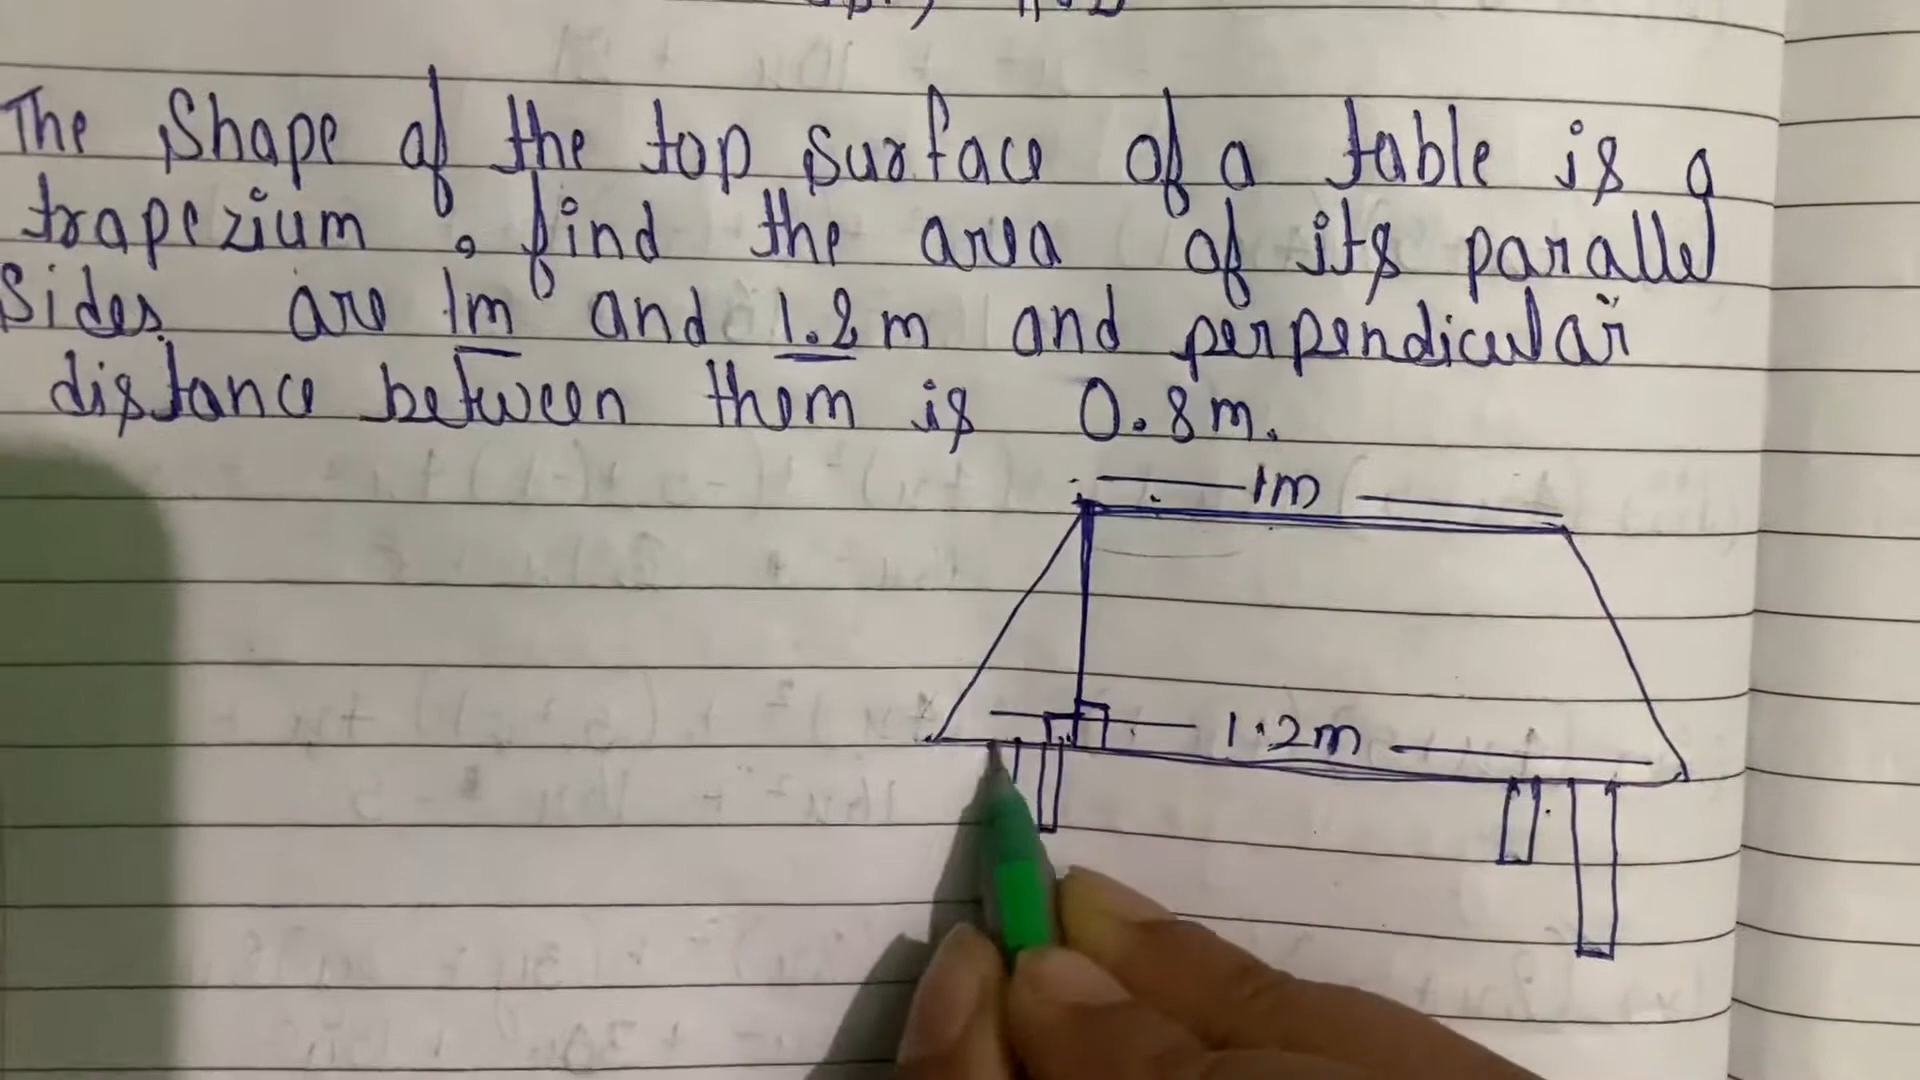 The Shape of the top surface of a table is a
trapezium. find the area of its parallel
Sides are 1m and 1.2m and perpendicular
distance between them is 0.8m.
1m
1.2m